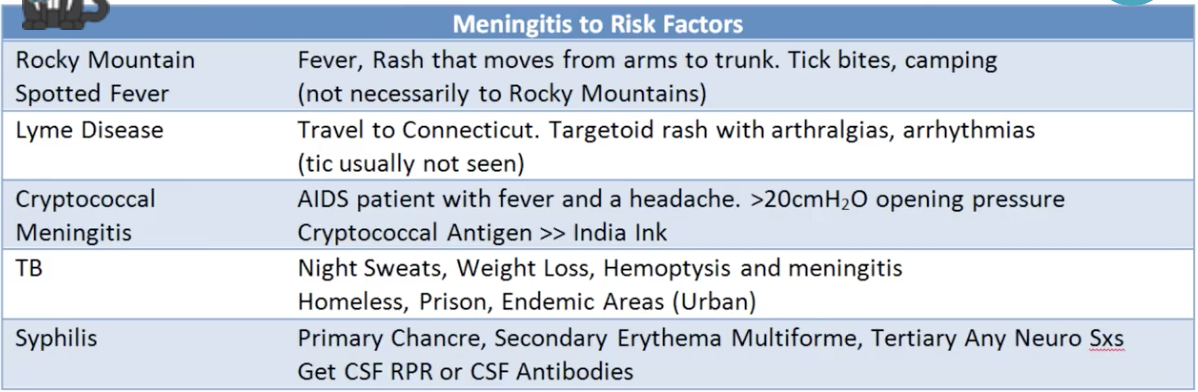 Meningitis to Risk Factors
Rocky Mountain Spotted Fever
Fever, Rash that moves from arms to trunk. Tick bites, camping
(not necessarily to Rocky Mountains)
Lyme Disease
Travel to Connecticut. Targetoid rash with arthralgias, arrhythmias
(tic usually not seen)
Cryptococcal
Meningitis
AIDS patient with fever and a headache. >20cmH₂O opening pressure
Cryptococcal Antigen >> India Ink
TB
Night Sweats, Weight Loss, Hemoptysis and meningitis
Homeless, Prison, Endemic Areas (Urban)
Syphilis
Primary Chancre, Secondary Erythema Multiforme, Tertiary Any Neuro Sxs
Get CSF RPR or CSF Antibodies